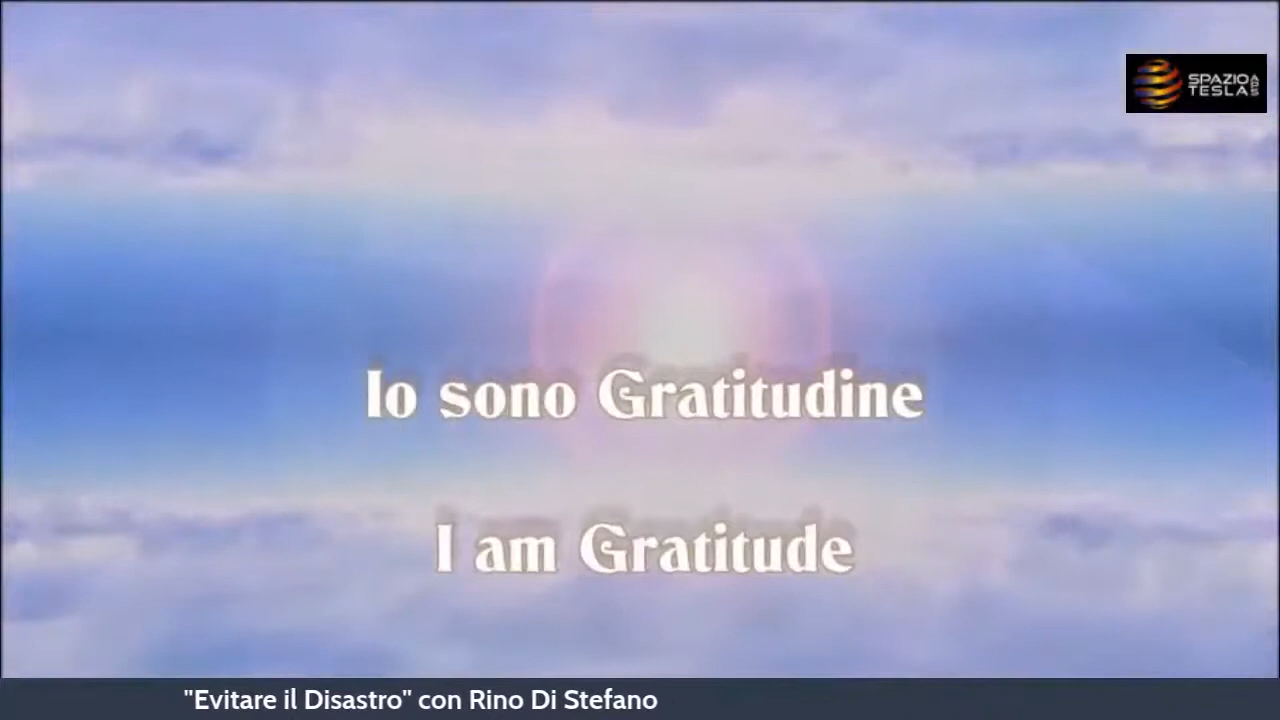 SPAZIO
TESLA
Io sono Gratitudine
I am Gratitude
"Evitare il Disastro" con Rino Di Stefano